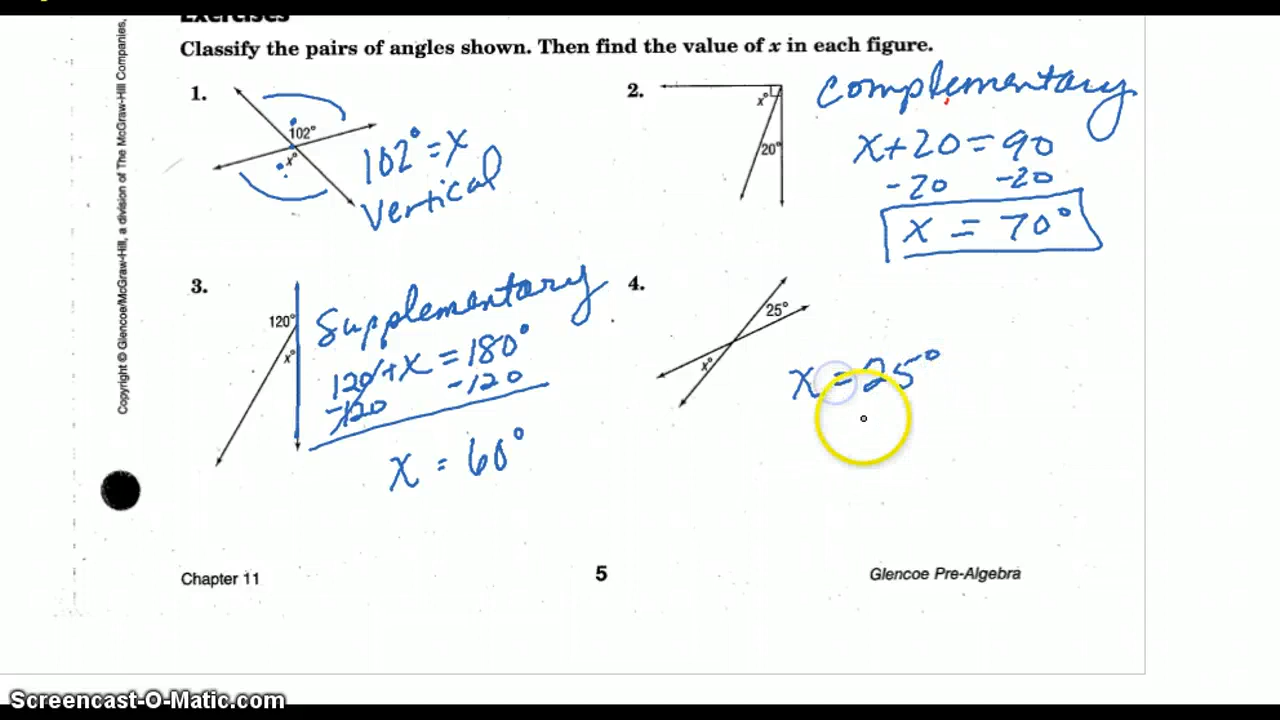 Exercises
Classify the pairs of angles shown. Then find the value of x in each figure.
Copyright © Glencoe/McGraw-Hill, a division of The McGraw-Hill Companies,
1.
102°
x°
102° = x
Vertical
2.
x°
20°
complementary
x+20 = 90
-20 -20
x = 70°
3.
120°
x°
Supplementary
120+x = 180°
-120 -120
x = 60°
4.
25°
x°
x = 25°
Chapter 11
5
Glencoe Pre-Algebra
Screencast-O-Matic.com